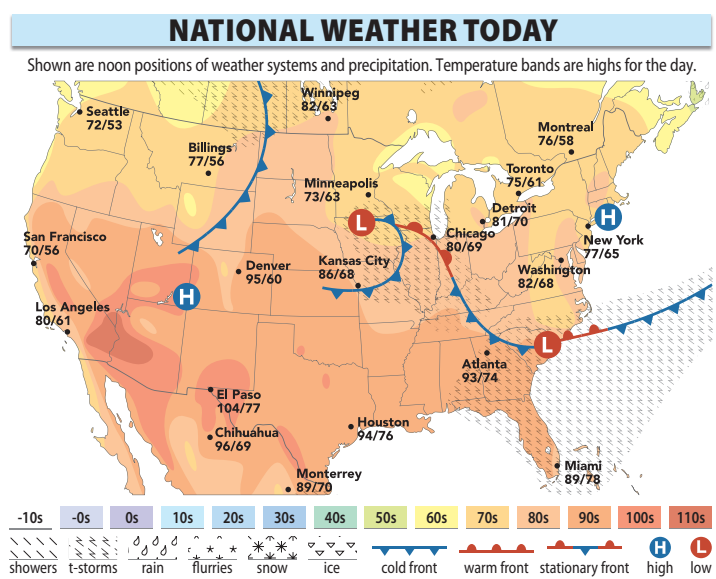 NATIONAL WEATHER TODAY
Shown are noon positions of weather systems and precipitation. Temperature bands are highs for the day.
Winnipeg
82/63
Seattle
72/53
Montreal
76/58
Billings
77/56
Toronto
75/61
Minneapolis
73/63
Detroit
81/70
H
L
New York
77/65
Chicago
80/69
San Francisco
70/56
Kansas City
86/68
Denver
95/60
Washington
82/68
H
Los Angeles
80/61
L
Atlanta
93/74
El Paso
104/77
Houston
94/76
Chihuahua
96/69
Miami
89/78
Monterrey
89/70
-10s -0s 0s 10s 20s 30s 40s 50s 60s 70s 80s 90s 100s 110s
H L
showers t-storms rain flurries snow ice cold front warm front stationary front high low